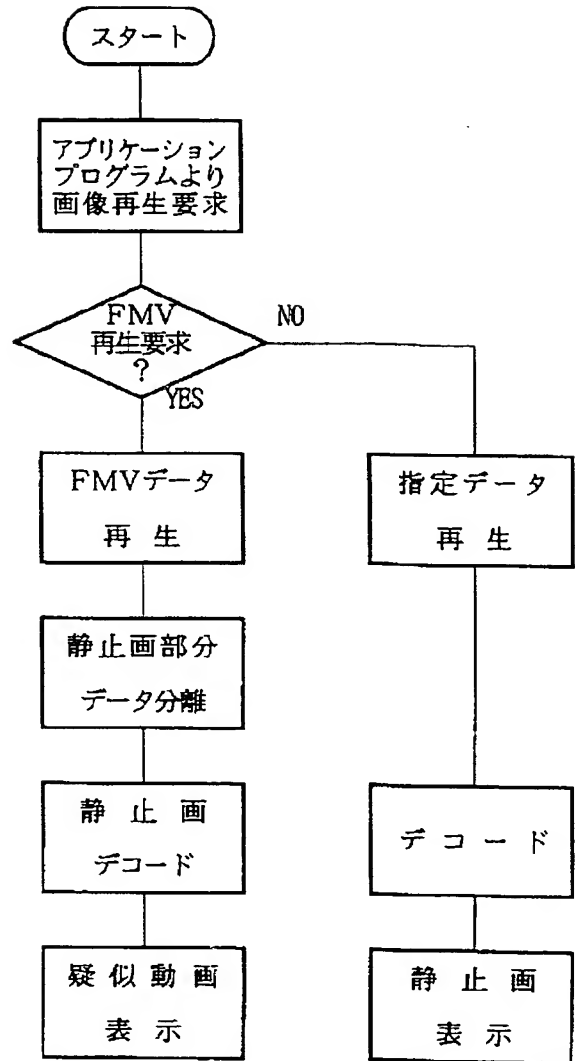 スタート
アプリケーション
プログラムより
画像再生要求
FMV
再生要求
?
NO
YES
FMVデータ
再生
指定データ
再生
静止画部分
データ分離
静止画
デコード
デコード
疑似動画
表示
静止画
表示